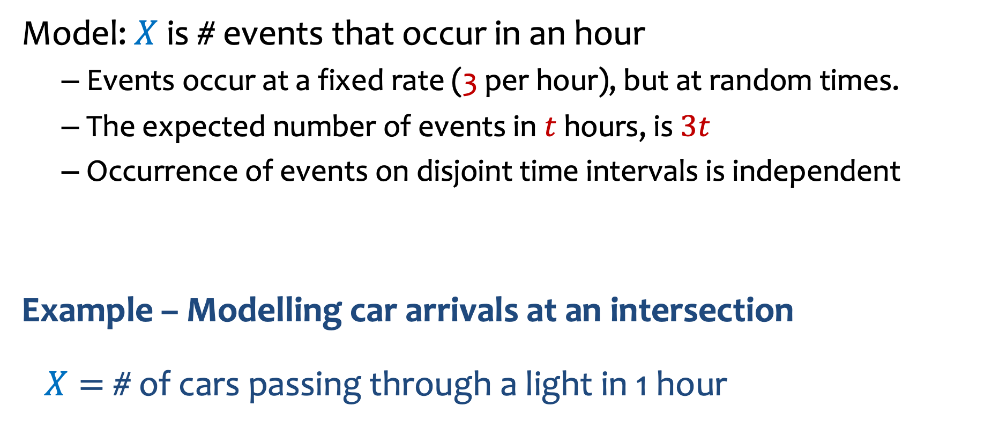 Model: X is # events that occur in an hour
– Events occur at a fixed rate (3 per hour), but at random times.
– The expected number of events in t hours, is 3t
– Occurrence of events on disjoint time intervals is independent
Example – Modelling car arrivals at an intersection
X = # of cars passing through a light in 1 hour